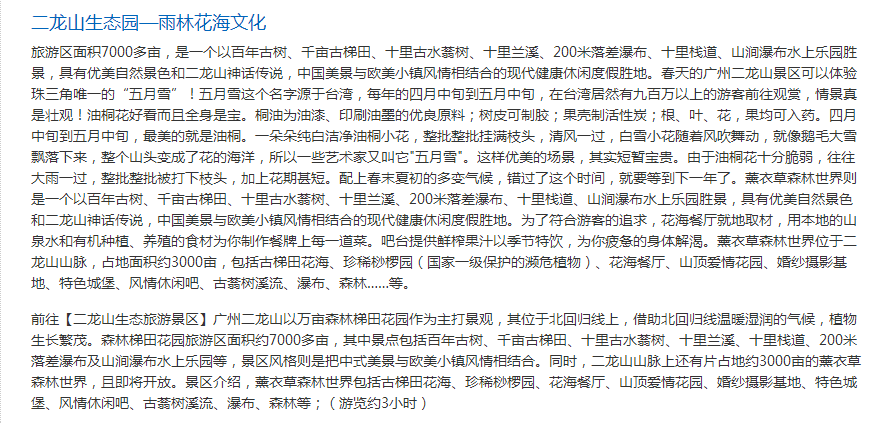 二龙山生态园—雨林花海文化
旅游区面积7000多亩，是一个以百年古树、千亩古梯田、十里古水蓊树、十里兰溪、200米落差瀑布、十里栈道、山涧瀑布水上乐园胜
景，具有优美自然景色和二龙山神话传说，中国美景与欧美小镇风情相结合的现代健康休闲度假胜地。春天的广州二龙山景区可以体验
珠三角唯一的“五月雪”！五月雪这个名字源于台湾，每年的四月中旬到五月中旬，在台湾居然有九百万以上的游客前往观赏，情景真
是壮观！油桐花好看而且全身是宝。桐油为油漆、印刷油墨的优良原料；树皮可制胶；果壳制活性炭；根、叶、花，果均可入药。四月
中旬到五月中旬，最美的就是油桐。一朵朵纯白洁净油桐小花，整批整批挂满枝头，清风一过，白雪小花随着风吹舞动，就像鹅毛大雪
飘落下来，整个山头变成了花的海洋，所以一些艺术家又叫它"五月雪"。这样优美的场景，其实短暂宝贵。由于油桐花十分脆弱，往往
大雨一过，整批整批被打下枝头，加上花期甚短。配上春末夏初的多变气候，错过了这个时间，就要等到下一年了。薰衣草森林世界则
是一个以百年古树、千亩古梯田、十里古水蓊树、十里兰溪、200米落差瀑布、十里栈道、山涧瀑布水上乐园胜景，具有优美自然景色
和二龙山神话传说，中国美景与欧美小镇风情相结合的现代健康休闲度假胜地。为了符合游客的追求，花海餐厅就地取材，用本地的山
泉水和有机种植、养殖的食材为你制作餐牌上每一道菜。吧台提供鲜榨果汁以季节特饮，为你疲惫的身体解渴。薰衣草森林世界位于二
龙山山脉，占地面积约3000亩，包括古梯田花海、珍稀桫椤园（国家一级保护的濒危植物）、花海餐厅、山顶爱情花园、婚纱摄影基
地、特色城堡、风情休闲吧、古蓊树溪流、瀑布、森林......等。
前往【二龙山生态旅游景区】广州二龙山以万亩森林梯田花园作为主打景观，其位于北回归线上，借助北回归线温暖湿润的气候，植物
生长繁茂。森林梯田花园旅游区面积约7000多亩，其中景点包括百年古树、千亩古梯田、十里古水蓊树、十里兰溪、十里栈道、200米
落差瀑布及山涧瀑布水上乐园等，景区风格则是把中式美景与欧美小镇风情相结合。同时，二龙山山脉上还有片占地约3000亩的薰衣草
森林世界，且即将开放。景区介绍，薰衣草森林世界包括古梯田花海、珍稀桫椤园、花海餐厅、山顶爱情花园、婚纱摄影基地、特色城
堡、风情休闲吧、古蓊树溪流、瀑布、森林等；（游览约3小时）